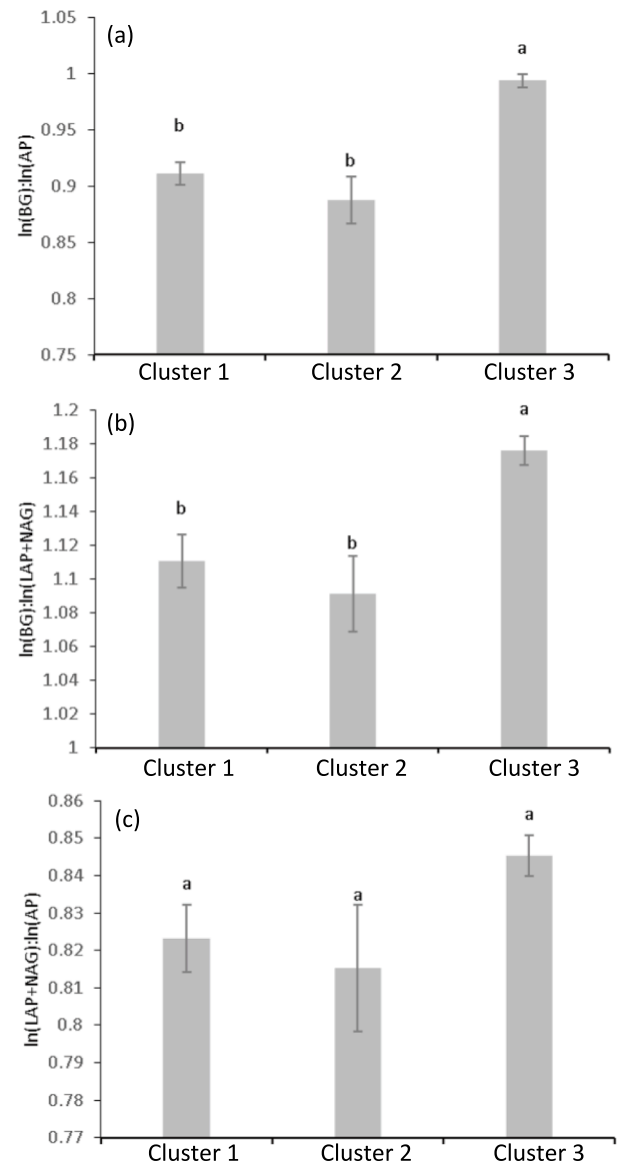 (a)
ln(BG):ln(AP)
1.05
1
0.95
0.9
0.85
0.8
0.75
b
b
a
Cluster 1
Cluster 2
Cluster 3
(b)
ln(BG):ln(LAP+NAG)
1.2
1.18
1.16
1.14
1.12
1.1
1.08
1.06
1.04
1.02
1
b
b
a
Cluster 1
Cluster 2
Cluster 3
(c)
ln(LAP+NAG):ln(AP)
0.86
0.85
0.84
0.83
0.82
0.81
0.8
0.79
0.78
0.77
a
a
a
Cluster 1
Cluster 2
Cluster 3